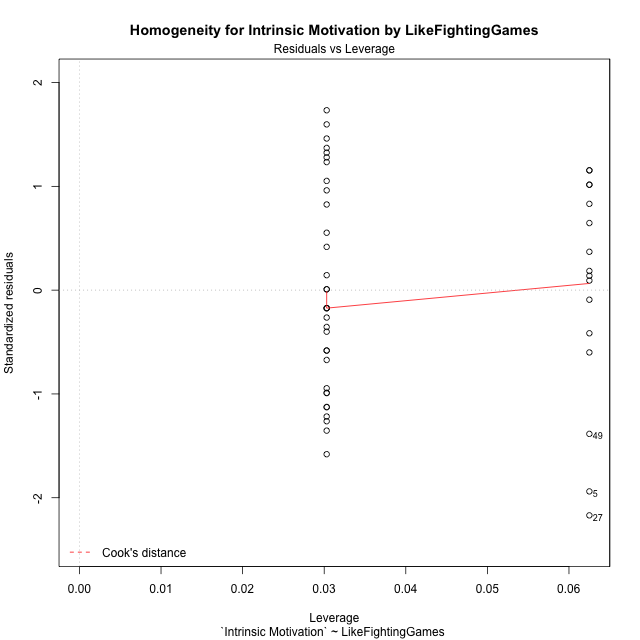 Homogeneity for Intrinsic Motivation by LikeFightingGames
Residuals vs Leverage
Standardized residuals
2
1
0
-1
-2
49
5
27
Cook's distance
0.00 0.01 0.02 0.03 0.04 0.05 0.06
Leverage
`Intrinsic Motivation` ~ LikeFightingGames